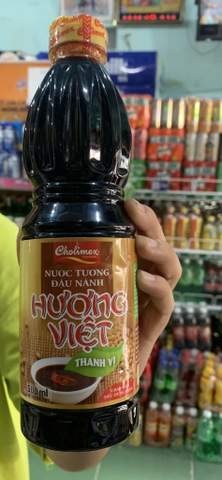 Cholimex
NƯỚC TƯƠNG
ĐẬU NÀNH
HƯƠNG
VIỆT
THANH VỊ